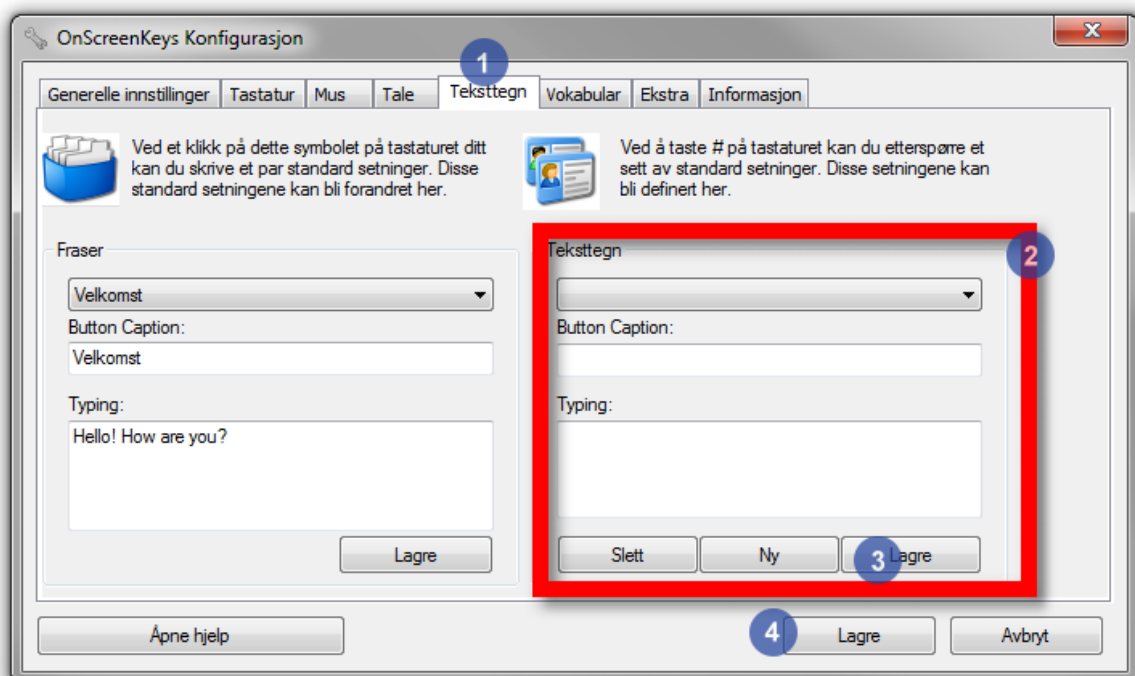 OnScreenKeys Konfigurasjon
1
Generelle innstillinger Tastatur Mus Tale Teksttegn Vokabular Ekstra Informasjon
Ved et klikk på dette symbolet på tastaturet ditt
kan du skrive et par standard setninger. Disse
standard setningene kan bli forandret her.
Ved å taste # på tastaturet kan du etterspørre et
sett av standard setninger. Disse setningene kan
bli definert her.
Fraser
Velkomst
Button Caption:
Velkomst
Typing:
Hello! How are you?
Lagre
Teksttegn
2
Button Caption:
Typing:
Slett Ny 3 Lagre
Åpne hjelp 4 Lagre Avbryt